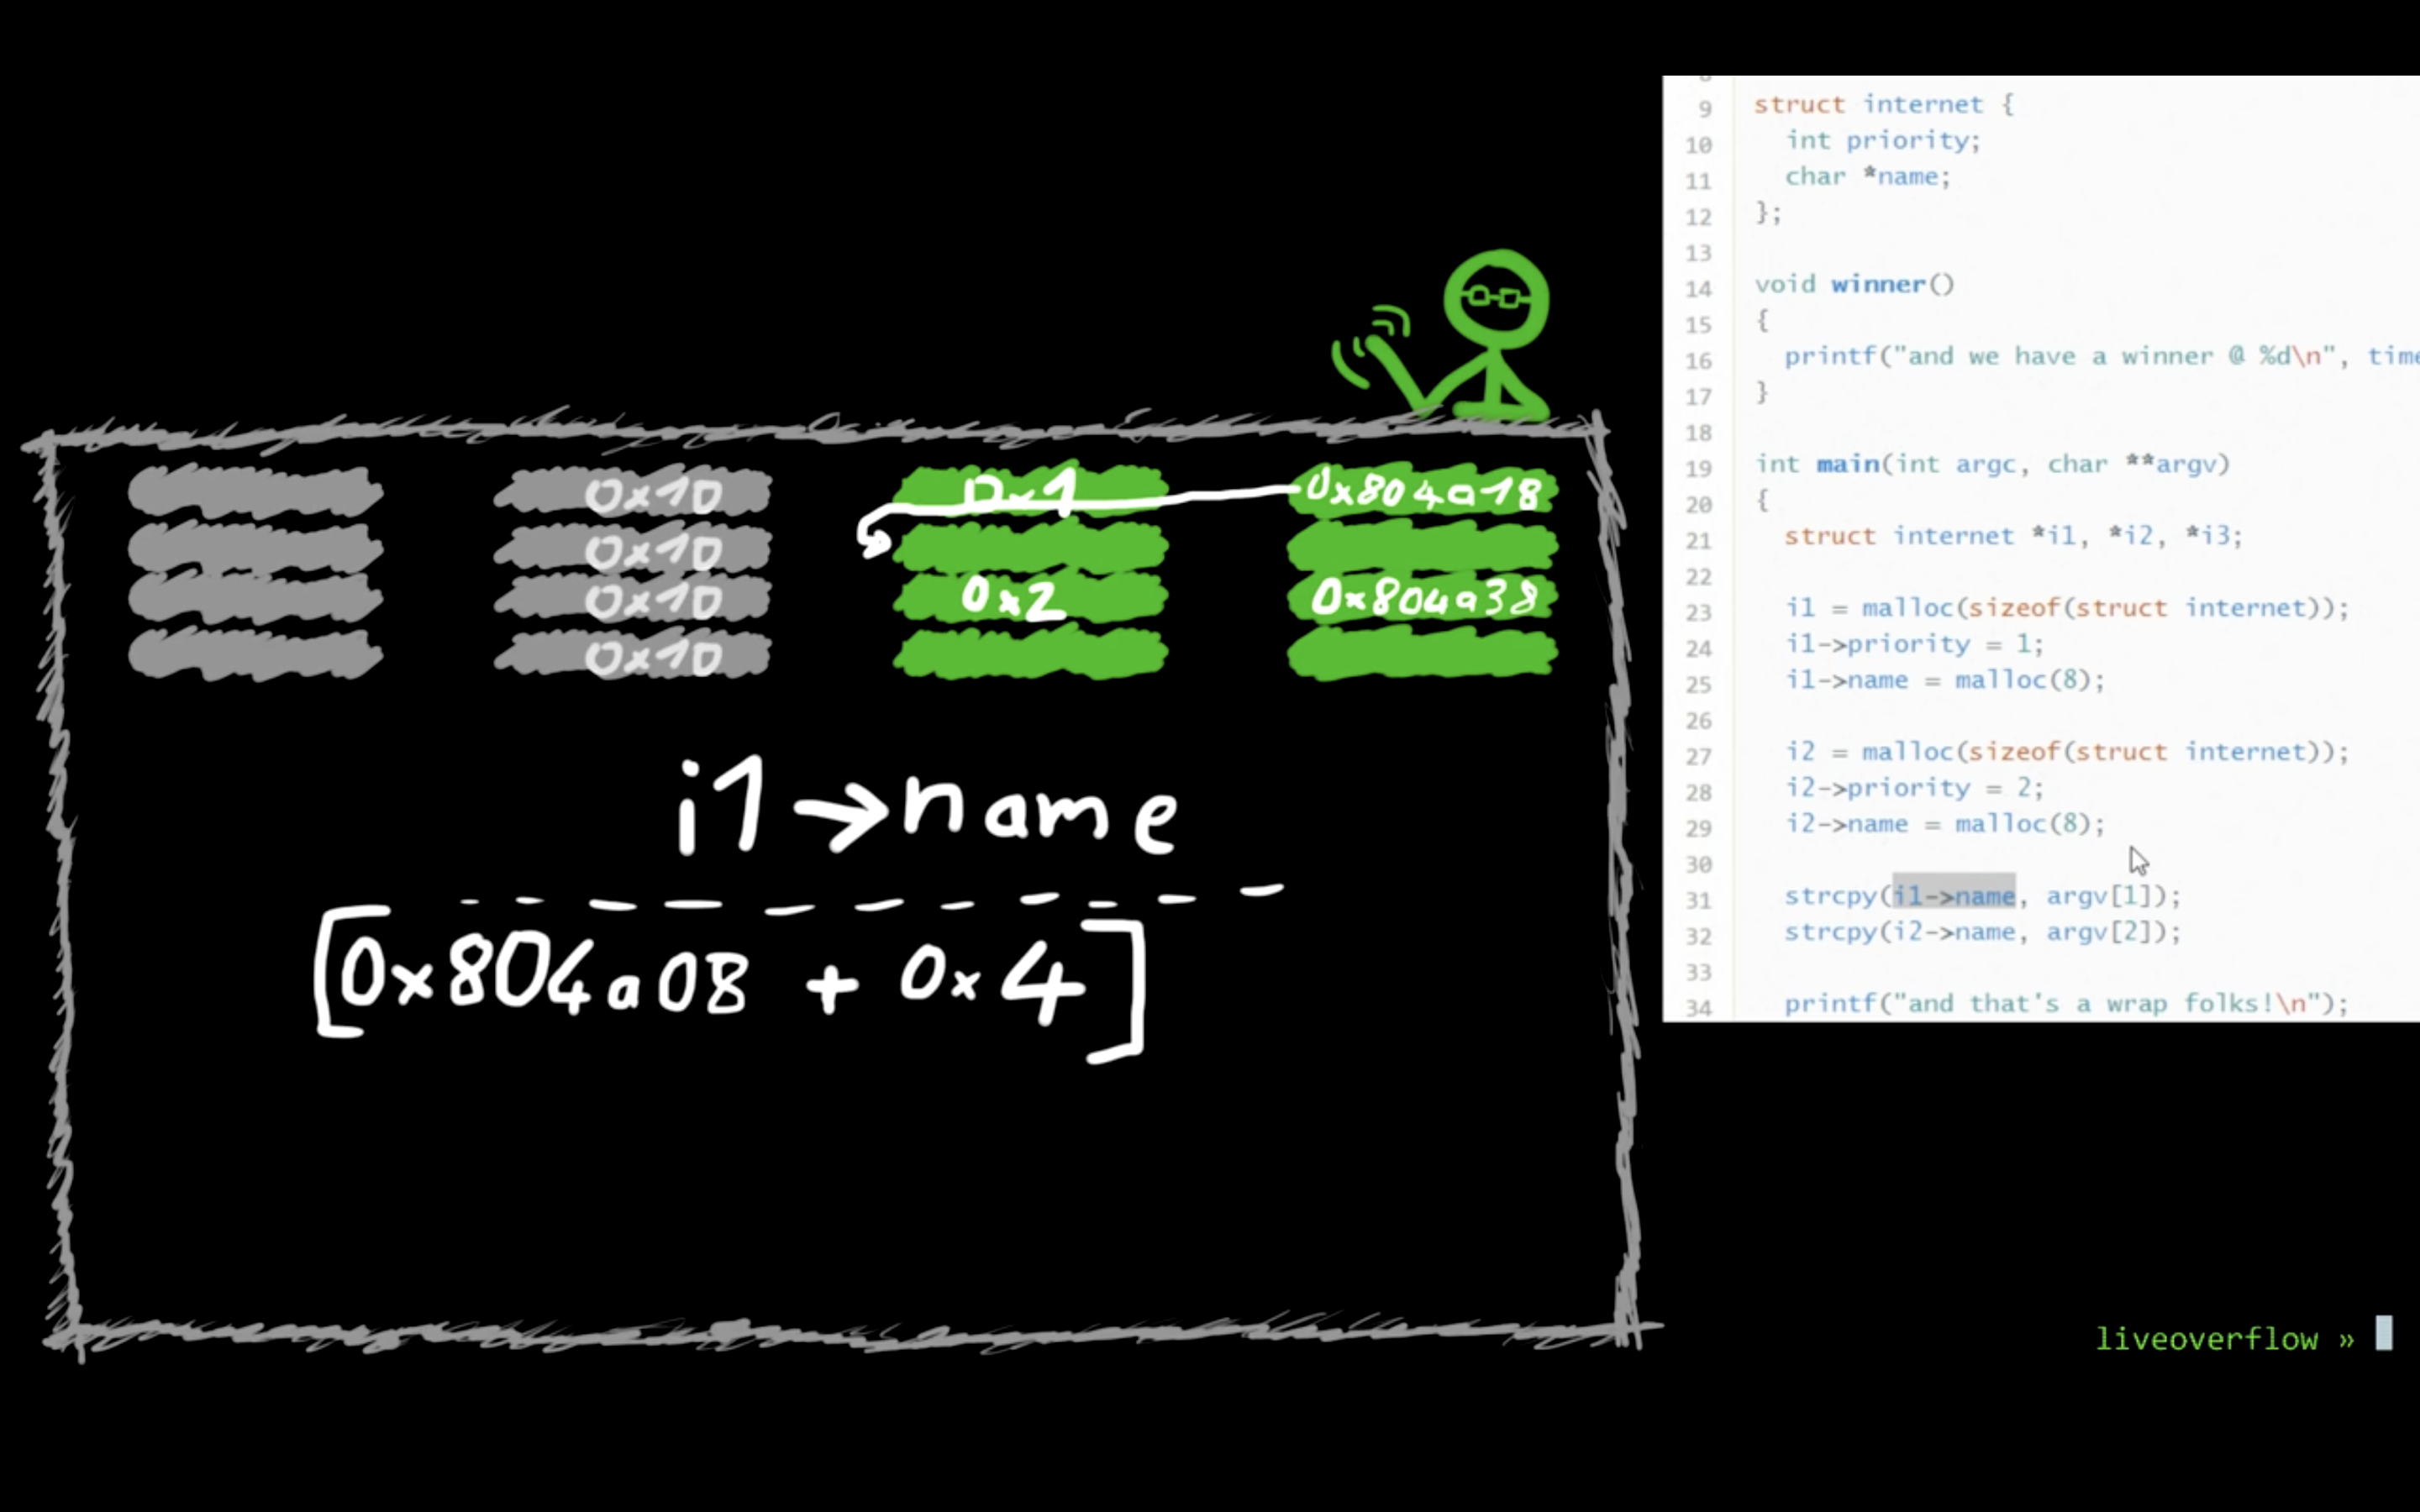 0x10 0x1 0x804a18
0x10
0x10 0x2 0x804a38
0x10
i1→name
[0x804a08 + 0x4]
9 struct internet {
10 int priority;
11 char *name;
12 };
13
14 void winner()
15 {
16 printf("and we have a winner @ %d\n", time
17 }
18
19 int main(int argc, char **argv)
20 {
21 struct internet *i1, *i2, *i3;
22
23 i1 = malloc(sizeof(struct internet));
24 i1->priority = 1;
25 i1->name = malloc(8);
26
27 i2 = malloc(sizeof(struct internet));
28 i2->priority = 2;
29 i2->name = malloc(8);
30
31 strcpy(i1->name, argv[1]);
32 strcpy(i2->name, argv[2]);
33
34 printf("and that's a wrap folks!\n");
liveoverflow »